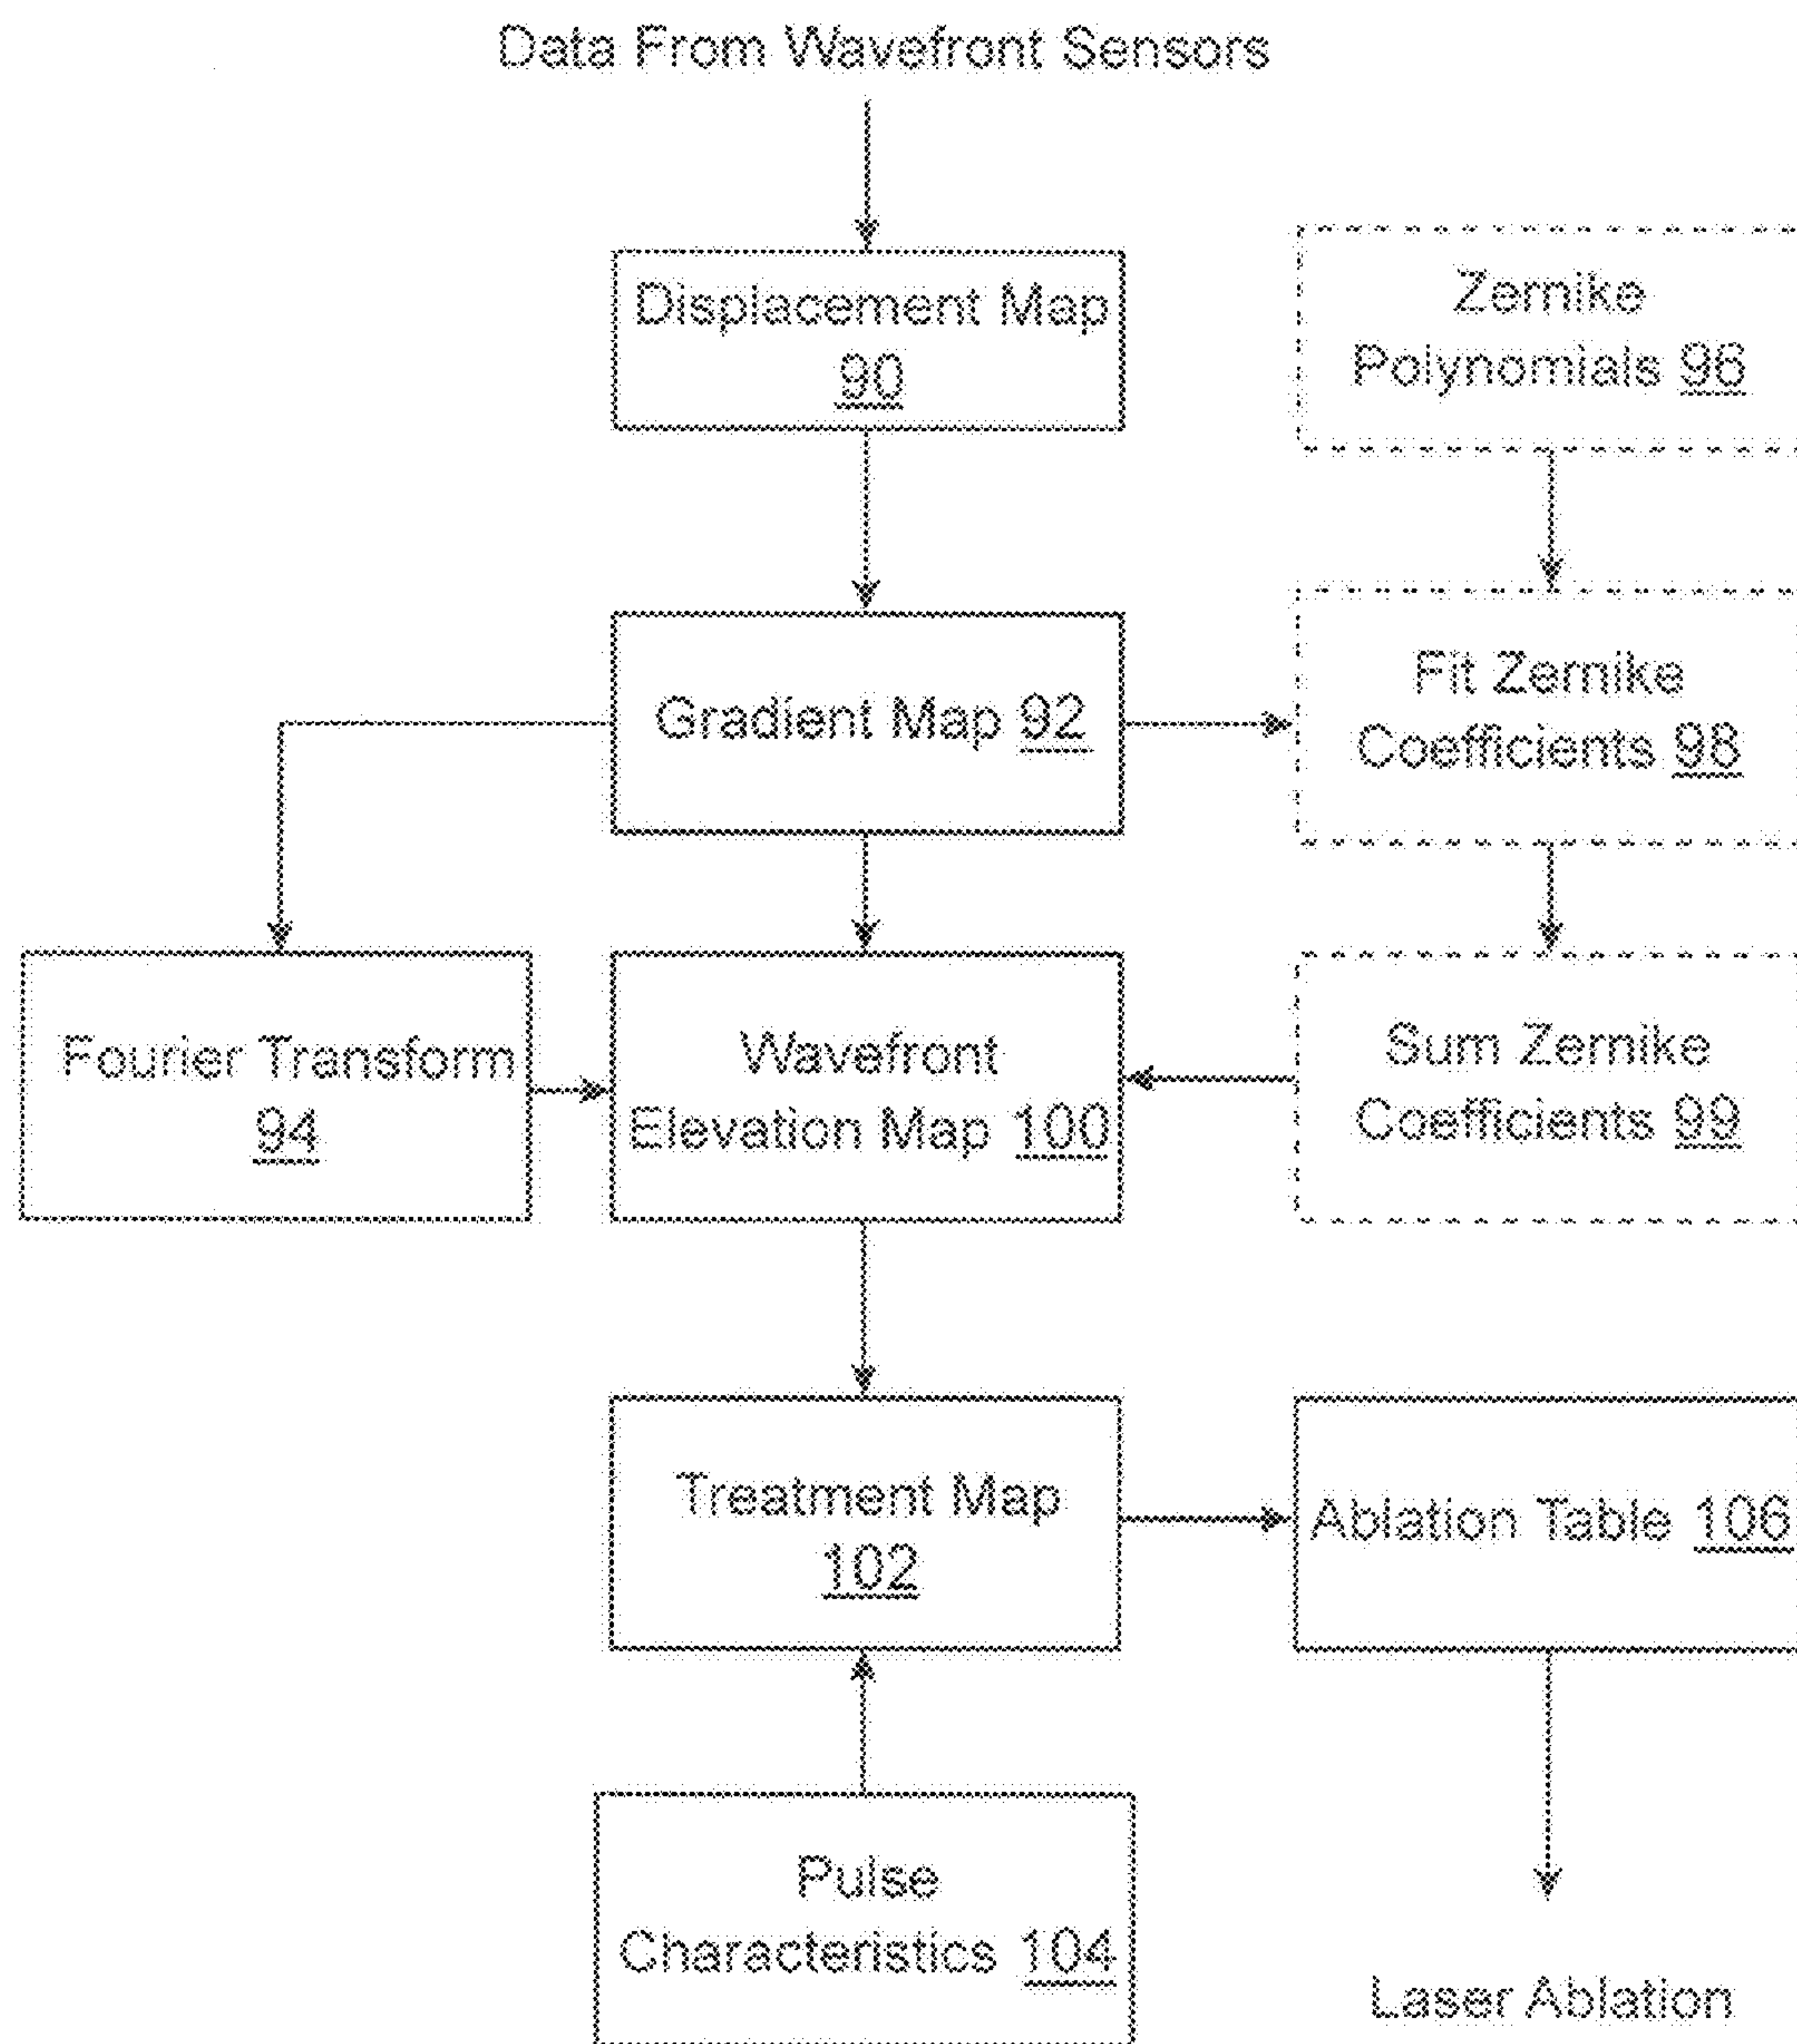 Data From Wavefront Sensors
Displacement Map
90
Zernike
Polynomials 96
Gradient Map 92
Fit Zernike
Coefficients 98
Fourier Transform
94
Wavefront
Elevation Map 100
Sum Zernike
Coefficients 99
Treatment Map
102
Ablation Table 106
Pulse
Characteristics 104
Laser Ablation